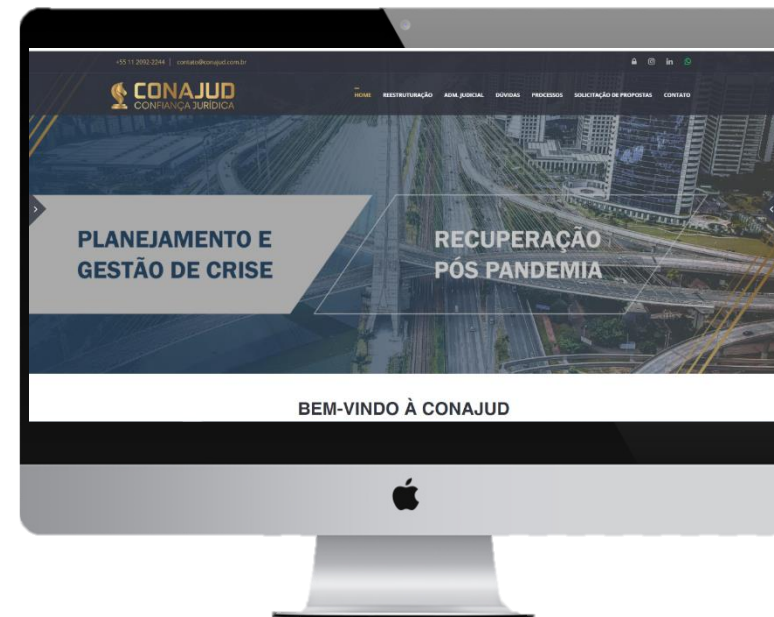 +55 11 2092-2244 | contato@conajud.com.br
CONAJUD
CONFIANÇA JURÍDICA
HOME REESTRUTURAÇÃO ADM. JUDICIAL DÚVIDAS PROCESSOS SOLICITAÇÃO DE PROPOSTAS CONTATO
PLANEJAMENTO E
GESTÃO DE CRISE
RECUPERAÇÃO
PÓS PANDEMIA
BEM-VINDO À CONAJUD